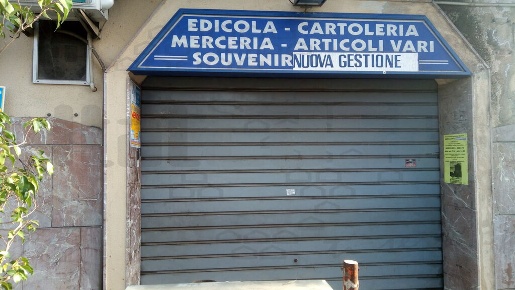 EDICOLA - CARTOLERIA
MERCERIA - ARTICOLI VARI
SOUVENIR NUOVA GESTIONE